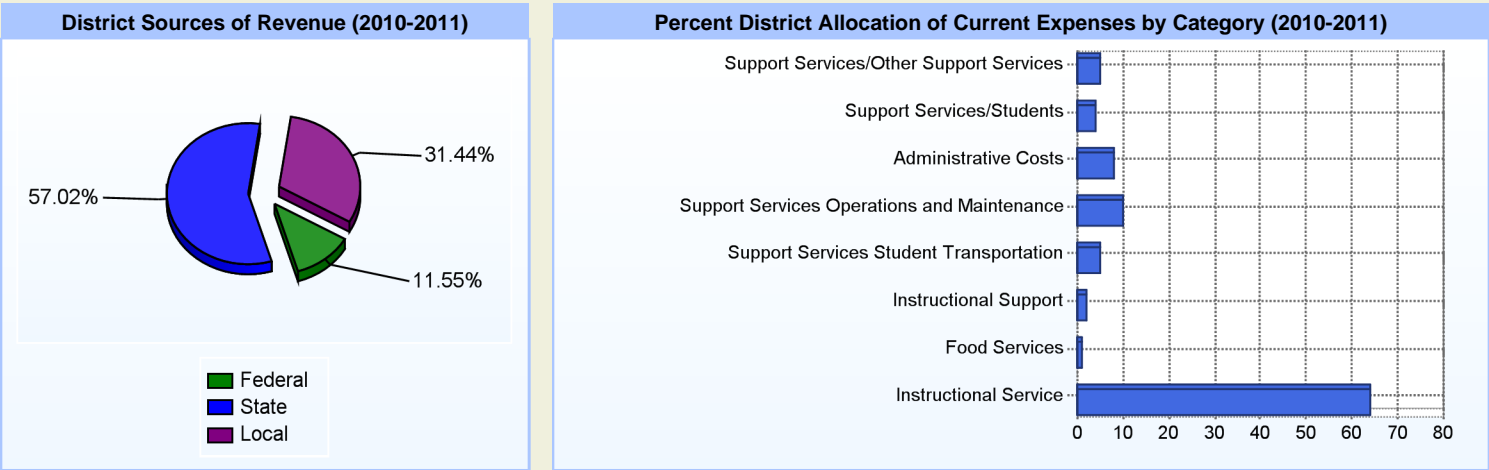 District Sources of Revenue (2010-2011)
57.02%
31.44%
11.55%
Federal
State
Local
Percent District Allocation of Current Expenses by Category (2010-2011)
Support Services/Other Support Services
Support Services/Students
Administrative Costs
Support Services Operations and Maintenance
Support Services Student Transportation
Instructional Support
Food Services
Instructional Service
0 10 20 30 40 50 60 70 80